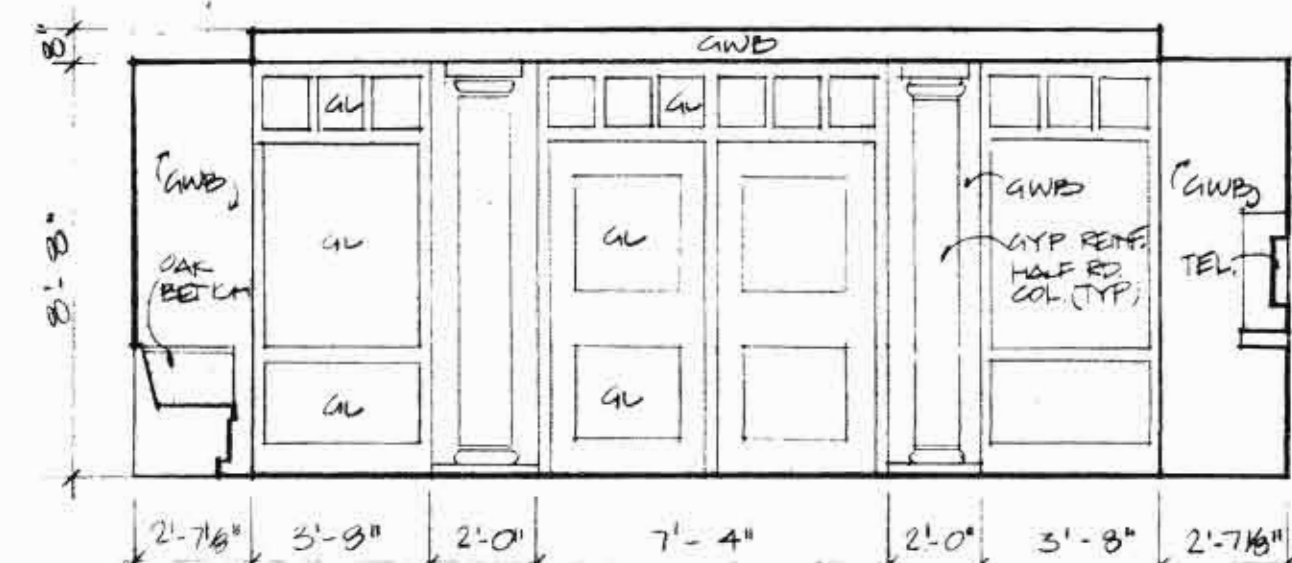 8"
GWB
GL
GL
GWB
8'-8"
GL
GL
GWB
GWB
OAK
BENCH
GYP REINF.
HALF RD.
COL. (TYP)
TEL.
GL
GL
2'-7 1/8"
3'-8"
2'-0"
7'-4"
2'-0"
3'-8"
2'-7 1/8"